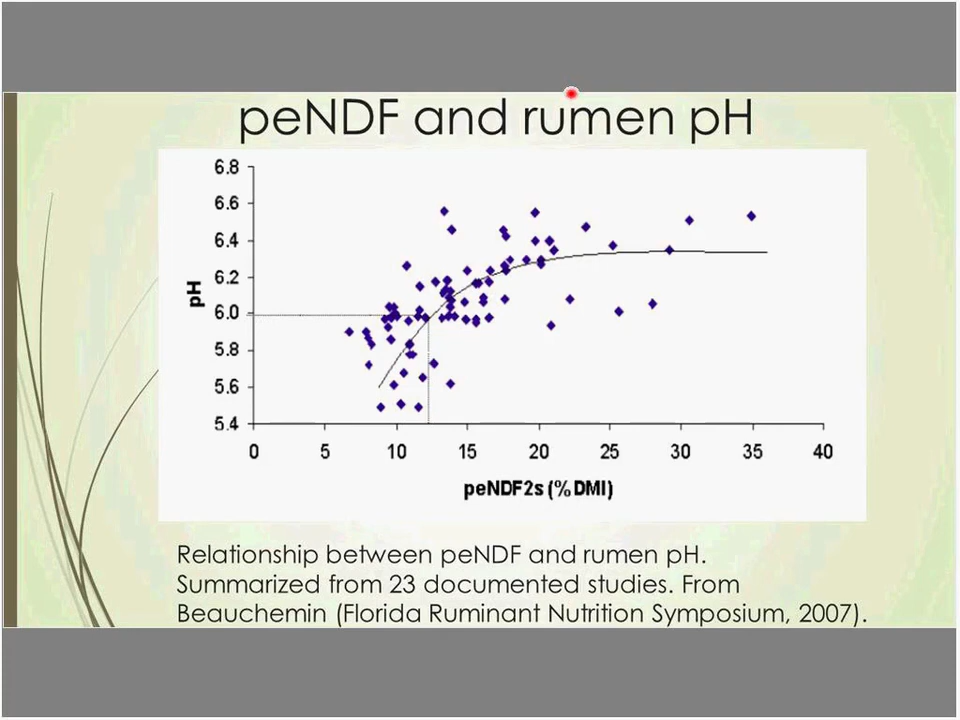 peNDF and rumen pH
6.8
6.6
6.4
6.2
6.0
5.8
5.6
5.4
pH
0 5 10 15 20 25 30 35 40
peNDF2s (% DMI)
Relationship between peNDF and rumen pH.
Summarized from 23 documented studies. From
Beauchemin (Florida Ruminant Nutrition Symposium, 2007).